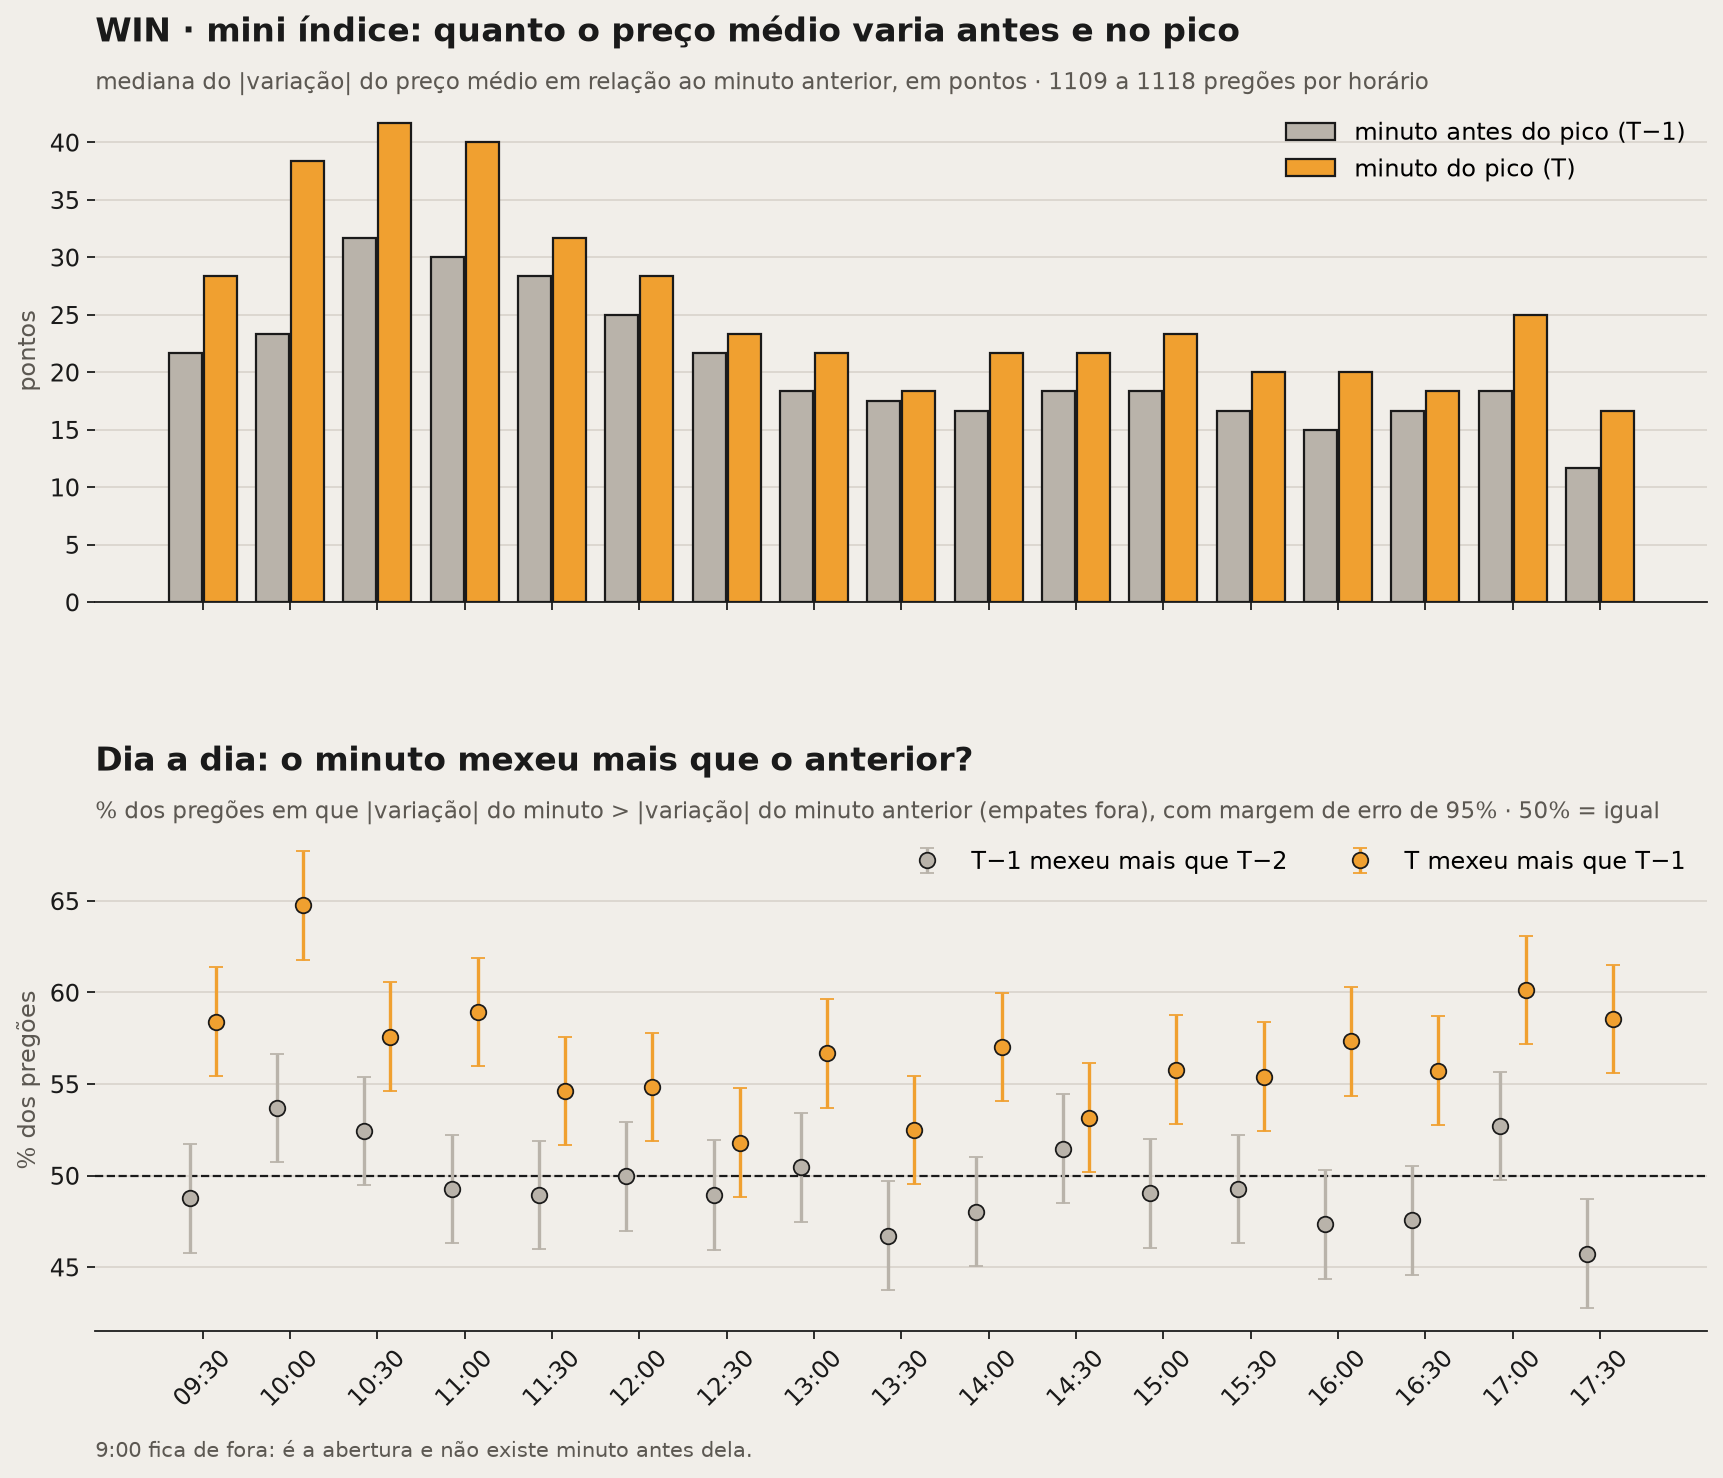 WIN · mini índice: quanto o preço médio varia antes e no pico
mediana do |variação| do preço médio em relação ao minuto anterior, em pontos · 1109 a 1118 pregões por horário
minuto antes do pico (T−1)
minuto do pico (T)
pontos
40
35
30
25
20
15
10
5
0
Dia a dia: o minuto mexeu mais que o anterior?
% dos pregões em que |variação| do minuto > |variação| do minuto anterior (empates fora), com margem de erro de 95% · 50% = igual
T−1 mexeu mais que T−2
T mexeu mais que T−1
% dos pregões
65
60
55
50
45
09:30
10:00
10:30
11:00
11:30
12:00
12:30
13:00
13:30
14:00
14:30
15:00
15:30
16:00
16:30
17:00
17:30
9:00 fica de fora: é a abertura e não existe minuto antes dela.